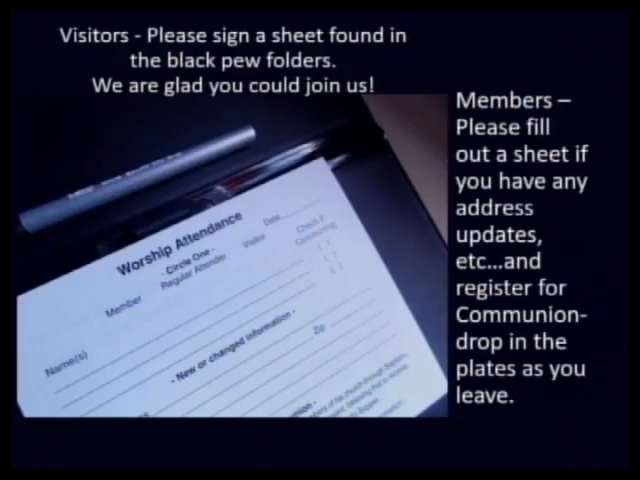 Visitors - Please sign a sheet found in
the black pew folders.
We are glad you could join us!
Members –
Please fill
out a sheet if
you have any
address
updates,
etc...and
register for
Communion-
drop in the
plates as you
leave.
Worship Attendance
Date
- Circle One -
Member Regular Attender Visitor
Check if
Communing
Name(s)
- New or changed information -
Zip